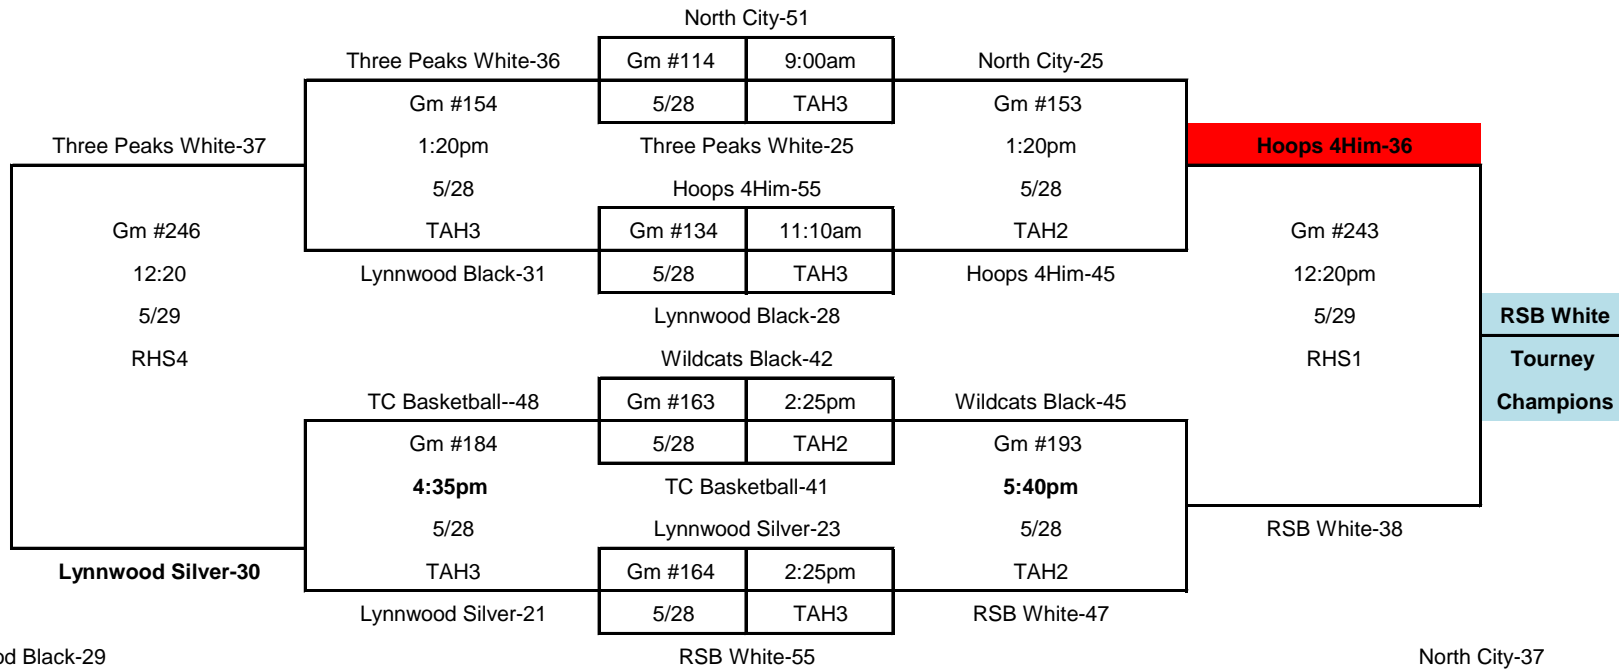 North City-51
Three Peaks White-36 Gm #114 9:00am North City-25
Gm #154 5/28 TAH3 Gm #153
Three Peaks White-37 1:20pm Three Peaks White-25 1:20pm Hoops 4Him-36
5/28 Hoops 4Him-55 5/28
Gm #246 TAH3 Gm #134 11:10am TAH2 Gm #243
12:20 Lynnwood Black-31 5/28 TAH3 Hoops 4Him-45 12:20pm
5/29 Lynnwood Black-28 5/29 RSB White
RHS4 Wildcats Black-42 RHS1 Tourney
TC Basketball--48 Gm #163 2:25pm Wildcats Black-45 Champions
Gm #184 5/28 TAH2 Gm #193
4:35pm TC Basketball-41 5:40pm
5/28 Lynnwood Silver-23 5/28 RSB White-38
Lynnwood Silver-30 TAH3 Gm #164 2:25pm TAH2
Lynnwood Silver-21 5/28 TAH3 RSB White-47
od Black-29 RSB White-55 North City-37